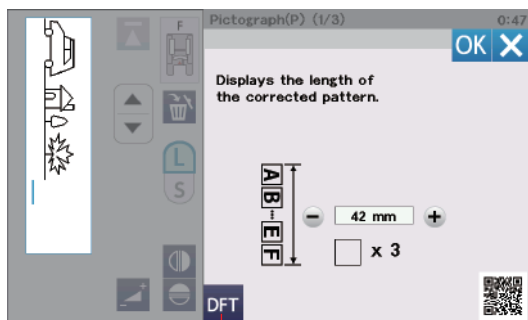 Pictograph(P) (1/3)
0:47
F
OK
Displays the length of
the corrected pattern.
L
S
A
B
E
F
42 mm
x 3
DFT